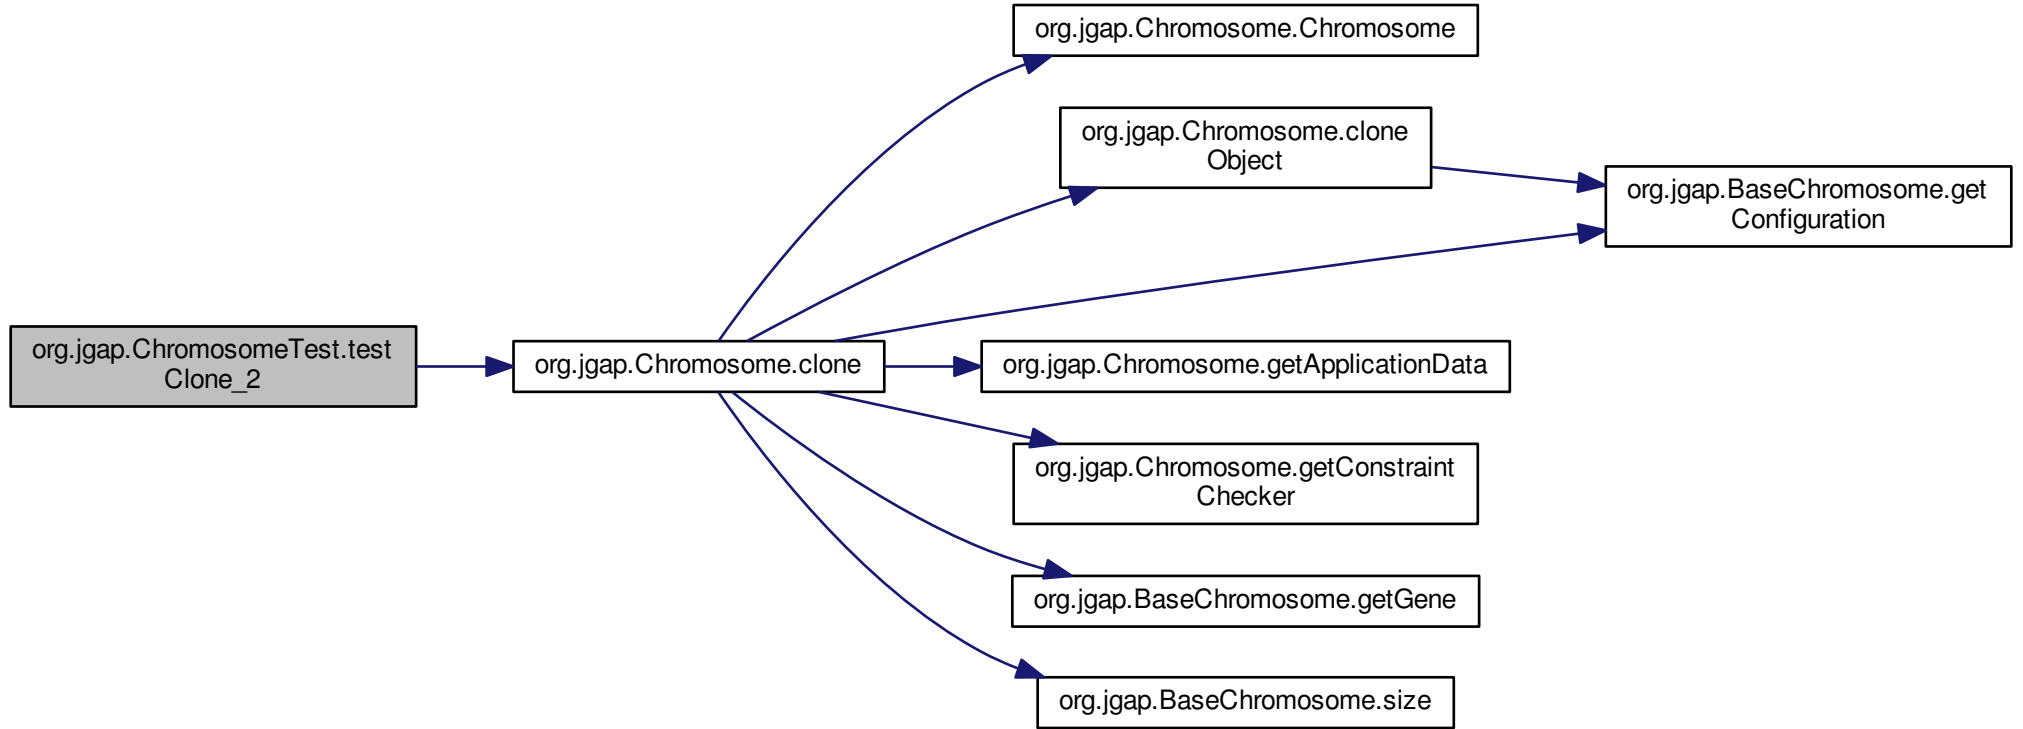 org.jgap.Chromosome.Chromosome
org.jgap.Chromosome.clone
Object
org.jgap.BaseChromosome.get
Configuration
org.jgap.ChromosomeTest.test
Clone_2
org.jgap.Chromosome.clone
org.jgap.Chromosome.getApplicationData
org.jgap.Chromosome.getConstraint
Checker
org.jgap.BaseChromosome.getGene
org.jgap.BaseChromosome.size